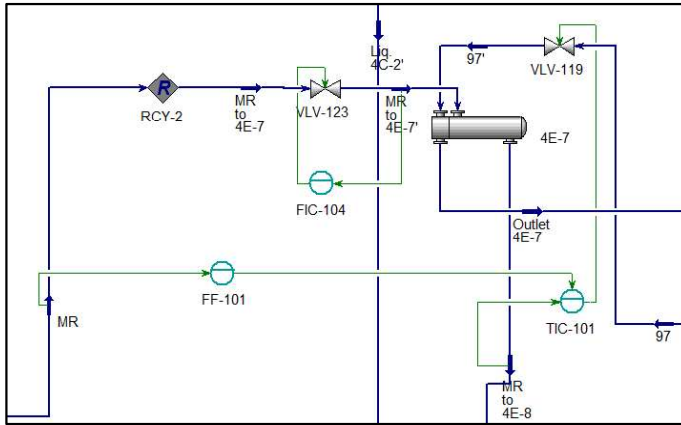 Liq.
4C-2'
97'
VLV-119
R
RCY-2
MR
to
4E-7
VLV-123
MR
to
4E-7'
4E-7
FIC-104
Outlet
4E-7
FF-101
TIC-101
MR
97
MR
to
4E-8